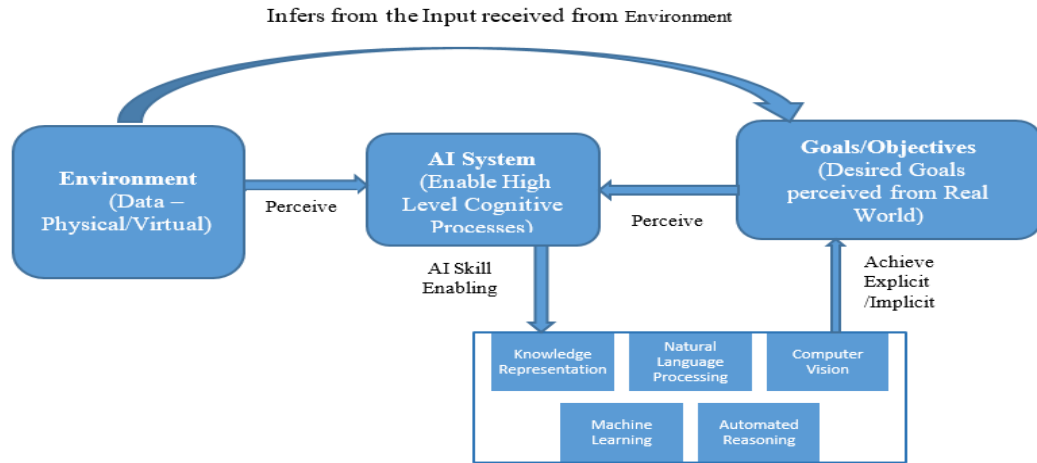 Infers from the Input received from Environment
Environment
(Data –
Physical/Virtual)
Perceive
AI System
(Enable High
Level Cognitive
Processes)
Perceive
Goals/Objectives
(Desired Goals
perceived from Real
World)
AI Skill
Enabling
Achieve
Explicit
/Implicit
Knowledge
Representation
Natural
Language
Processing
Computer
Vision
Machine
Learning
Automated
Reasoning